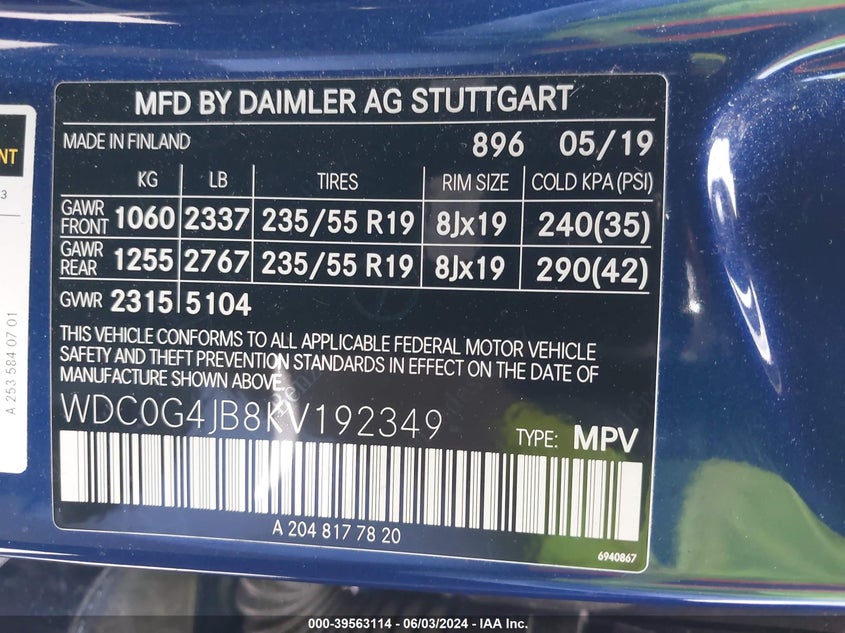 MFD BY DAIMLER AG STUTTGART
MADE IN FINLAND 896 05/19
KG LB TIRES RIM SIZE COLD KPA (PSI)
GAWR FRONT 1060 2337 235/55 R19 8Jx19 240(35)
GAWR REAR 1255 2767 235/55 R19 8Jx19 290(42)
GVWR 2315 5104
THIS VEHICLE CONFORMS TO ALL APPLICABLE FEDERAL MOTOR VEHICLE
SAFETY AND THEFT PREVENTION STANDARDS IN EFFECT ON THE DATE OF
MANUFACTURE SHOWN ABOVE.
WDC0G4JB8KV192349
TYPE: MPV
A 204 817 78 20
6940867
NT
3
A 253 584 07 01
000-39563114 - 06/03/2024 - IAA Inc.